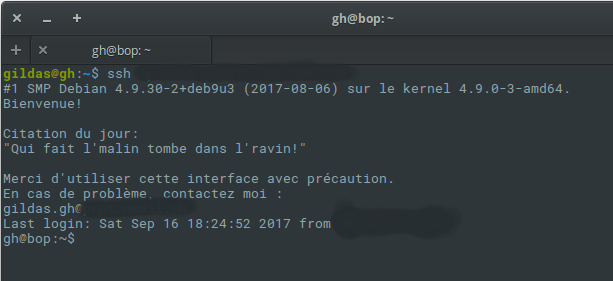 gh@bop: ~
gh@bop: ~
gildas@gh:~$ ssh
#1 SMP Debian 4.9.30-2+deb9u3 (2017-08-06) sur le kernel 4.9.0-3-amd64.
Bienvenue!
Citation du jour:
"Qui fait l'malin tombe dans l'ravin!"
Merci d'utiliser cette interface avec précaution.
En cas de problème, contactez moi :
gildas.gh@
Last login: Sat Sep 16 18:24:52 2017 from
gh@bop:~$